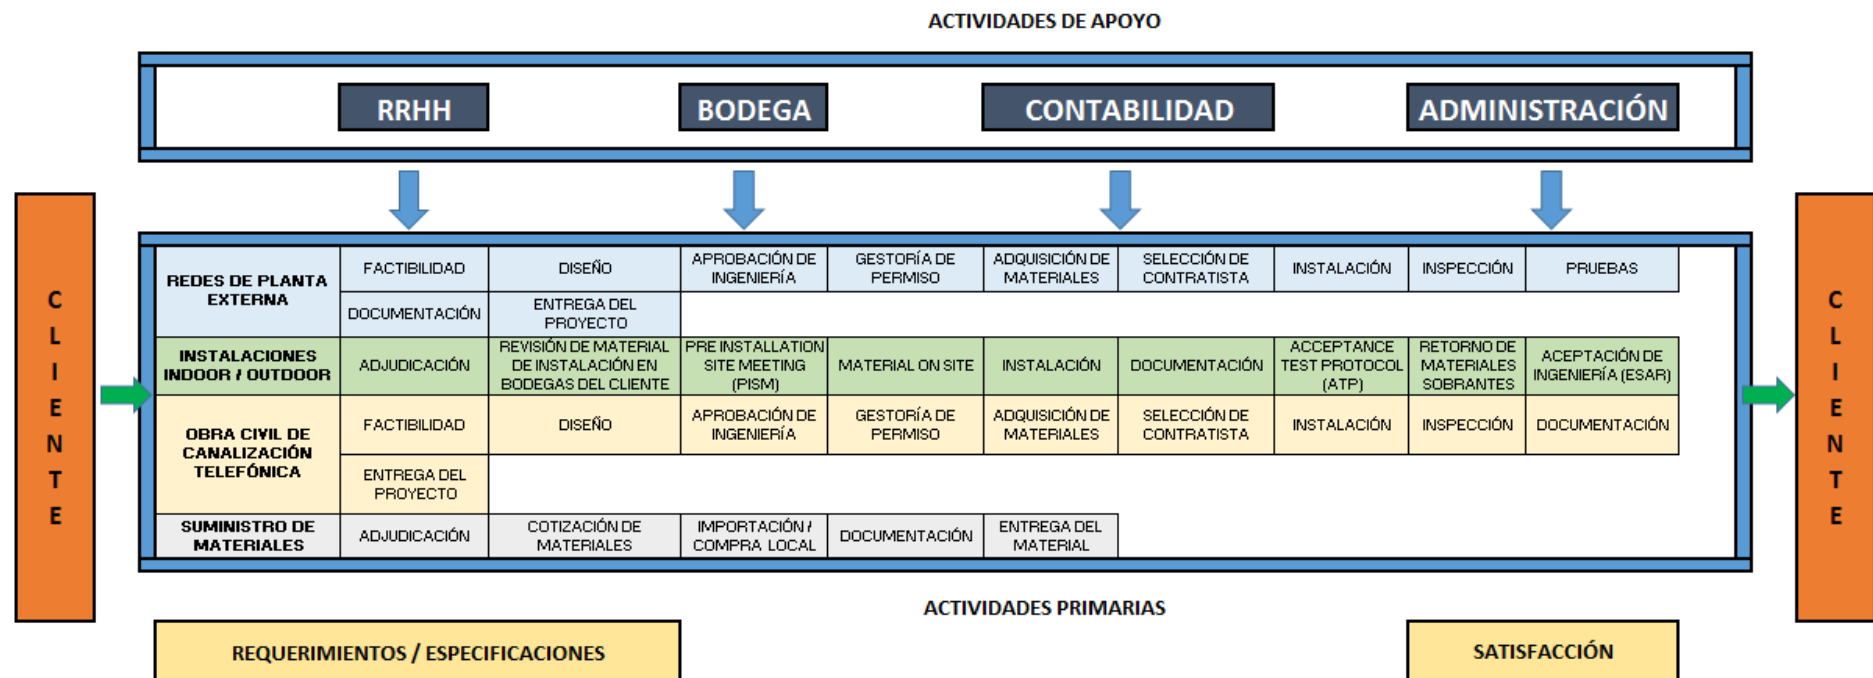 ACTIVIDADES DE APOYO
RRHH
BODEGA
CONTABILIDAD
ADMINISTRACIÓN
CLIENTE
REDES DE PLANTA
EXTERNA
FACTIBILIDAD
DISEÑO
APROBACIÓN DE
INGENIERÍA
GESTORÍA DE
PERMISO
ADQUISICIÓN DE
MATERIALES
SELECCIÓN DE
CONTRATISTA
INSTALACIÓN
INSPECCIÓN
PRUEBAS
DOCUMENTACIÓN
ENTREGA DEL
PROYECTO
INSTALACIONES
INDOOR / OUTDOOR
ADJUDICACIÓN
REVISIÓN DE MATERIAL
DE INSTALACIÓN EN
BODEGAS DEL CLIENTE
PRE INSTALLATION
SITE MEETING
(PISM)
MATERIAL ON SITE
INSTALACIÓN
DOCUMENTACIÓN
ACCEPTANCE
TEST PROTOCOL
(ATP)
RETORNO DE
MATERIALES
SOBRANTES
ACEPTACIÓN DE
INGENIERÍA (ESAR)
OBRA CIVIL DE
CANALIZACIÓN
TELEFÓNICA
FACTIBILIDAD
DISEÑO
APROBACIÓN DE
INGENIERÍA
GESTORÍA DE
PERMISO
ADQUISICIÓN DE
MATERIALES
SELECCIÓN DE
CONTRATISTA
INSTALACIÓN
INSPECCIÓN
DOCUMENTACIÓN
ENTREGA DEL
PROYECTO
SUMINISTRO DE
MATERIALES
ADJUDICACIÓN
COTIZACIÓN DE
MATERIALES
IMPORTACIÓN /
COMPRA LOCAL
DOCUMENTACIÓN
ENTREGA DEL
MATERIAL
CLIENTE
ACTIVIDADES PRIMARIAS
REQUERIMIENTOS / ESPECIFICACIONES
SATISFACCIÓN